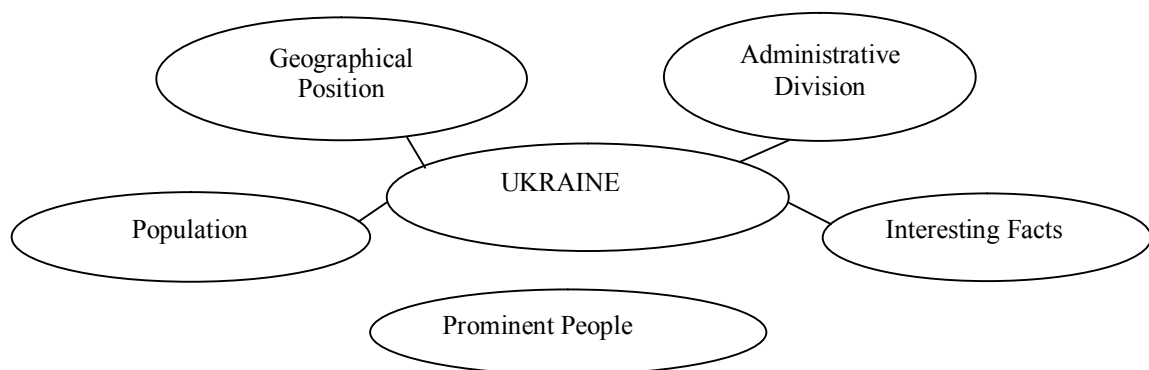 Geographical
Position
Administrative
Division
UKRAINE
Population
Interesting Facts
Prominent People